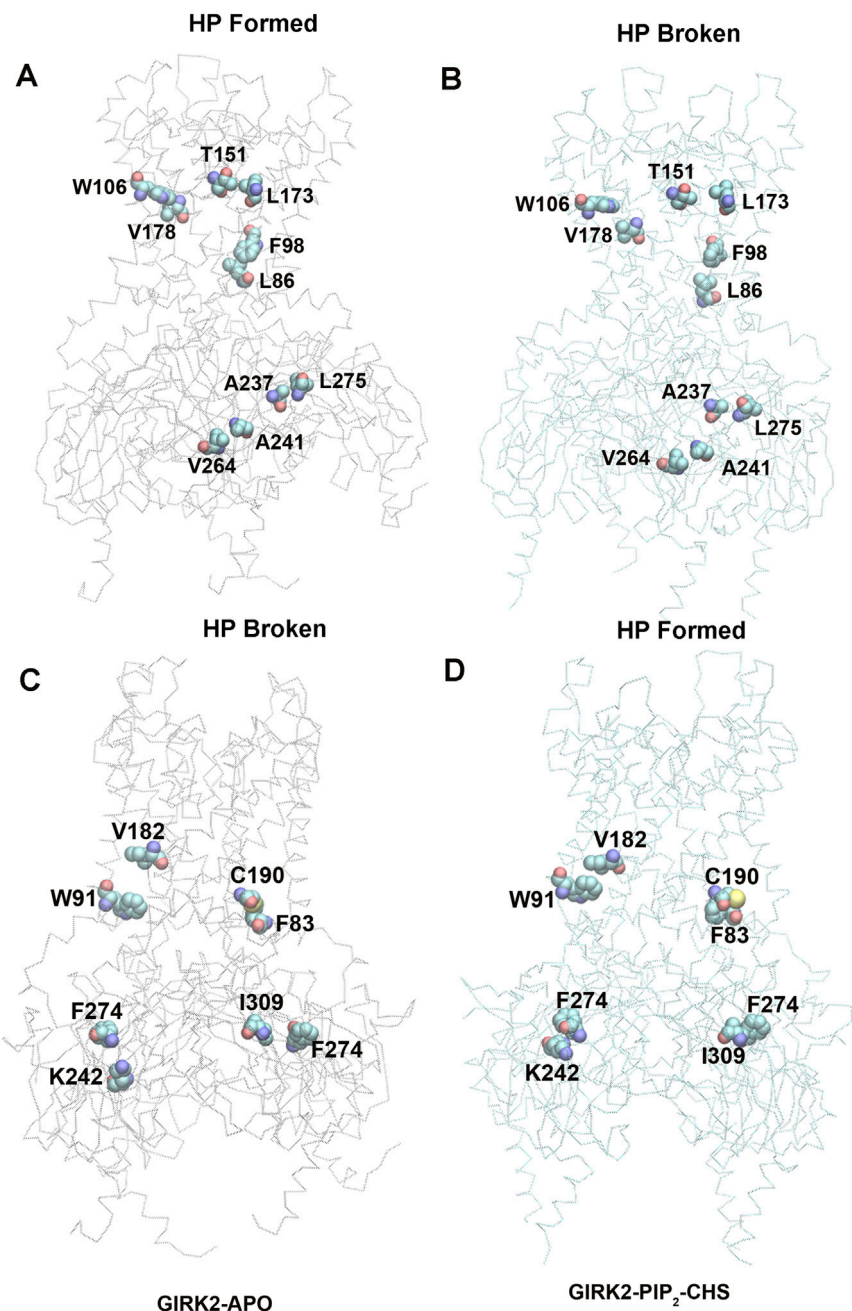 HP Formed
A
T151
W106
L173
V178
F98
L86
A237
L275
A241
V264
HP Broken
B
T151
W106
L173
V178
F98
L86
A237
L275
V264
A241
HP Broken
C
V182
C190
W91
F83
F274
I309
F274
K242
GIRK2-APO
HP Formed
D
V182
C190
W91
F83
F274
F274
I309
K242
GIRK2-PIP₂-CHS